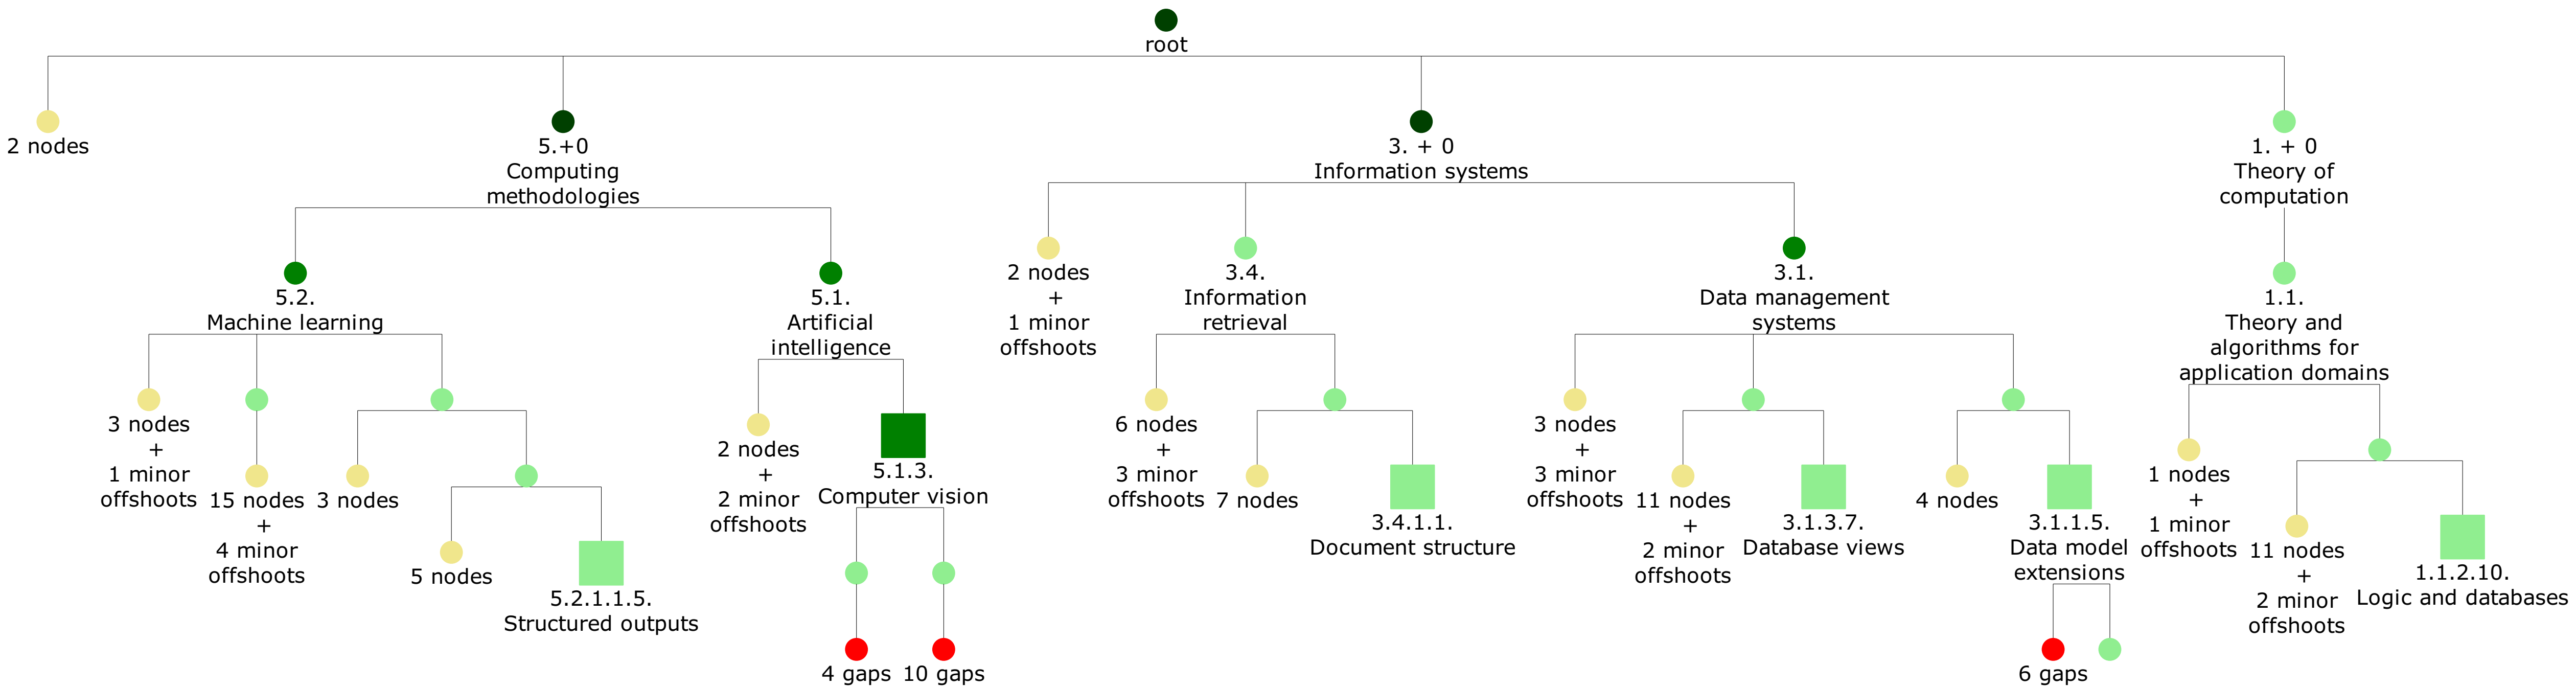 root
2 nodes
5.+0
Computing
methodologies
3. + 0
Information systems
1. + 0
Theory of
computation
5.2.
Machine learning
5.1.
Artificial
intelligence
2 nodes
+
1 minor
offshoots
3.4.
Information
retrieval
3.1.
Data management
systems
1.1.
Theory and
algorithms for
application domains
3 nodes
+
1 minor
offshoots
15 nodes
+
4 minor
offshoots
3 nodes
5 nodes
5.2.1.1.5.
Structured outputs
2 nodes
+
2 minor
offshoots
5.1.3.
Computer vision
4 gaps
10 gaps
6 nodes
+
3 minor
offshoots
7 nodes
3.4.1.1.
Document structure
3 nodes
+
3 minor
offshoots
11 nodes
+
2 minor
offshoots
3.1.3.7.
Database views
4 nodes
3.1.1.5.
Data model
extensions
6 gaps
1 nodes
+
1 minor
offshoots
11 nodes
+
2 minor
offshoots
1.1.2.10.
Logic and databases